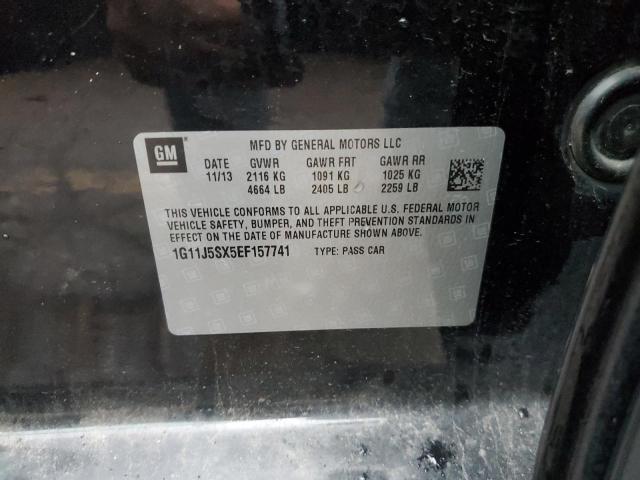 GM
MFD BY GENERAL MOTORS LLC
DATE GVWR GAWR FRT GAWR RR
11/13 2116 KG 1091 KG 1025 KG
4664 LB 2405 LB 2259 LB
THIS VEHICLE CONFORMS TO ALL APPLICABLE U.S. FEDERAL MOTOR
VEHICLE SAFETY, BUMPER, AND THEFT PREVENTION STANDARDS IN
EFFECT ON THE DATE OF MANUFACTURE SHOWN ABOVE.
1G11J5SX5EF157741 TYPE: PASS CAR